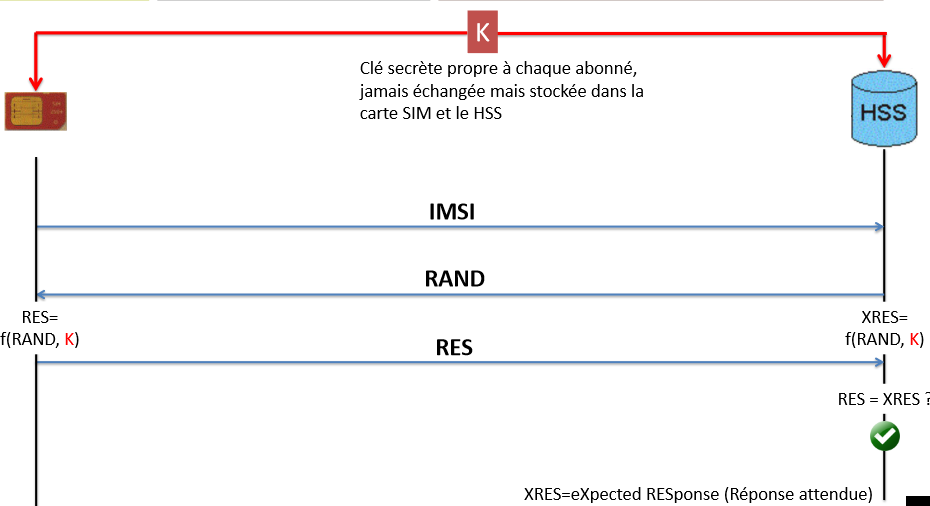 K
Clé secrète propre à chaque abonné,
jamais échangée mais stockée dans la
carte SIM et le HSS
HSS
IMSI
RAND
RES=
f(RAND, K)
XRES=
f(RAND, K)
RES
RES = XRES ?
XRES=eXpected RESponse (Réponse attendue)